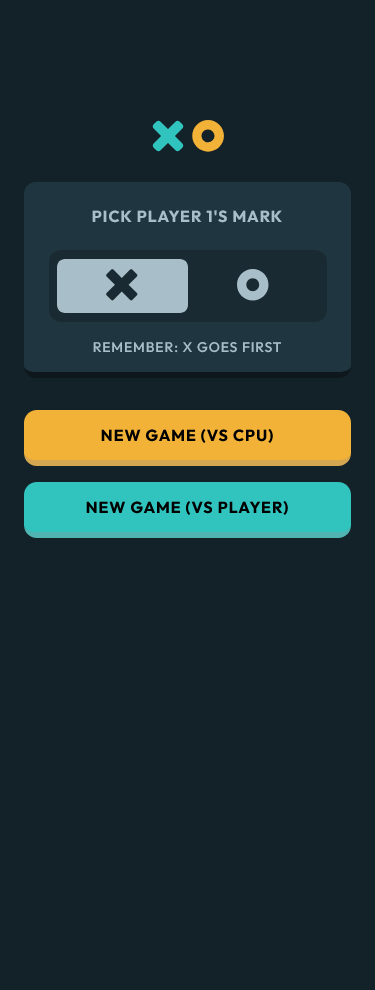 PICK PLAYER 1'S MARK
REMEMBER: X GOES FIRST
NEW GAME (VS CPU)
NEW GAME (VS PLAYER)